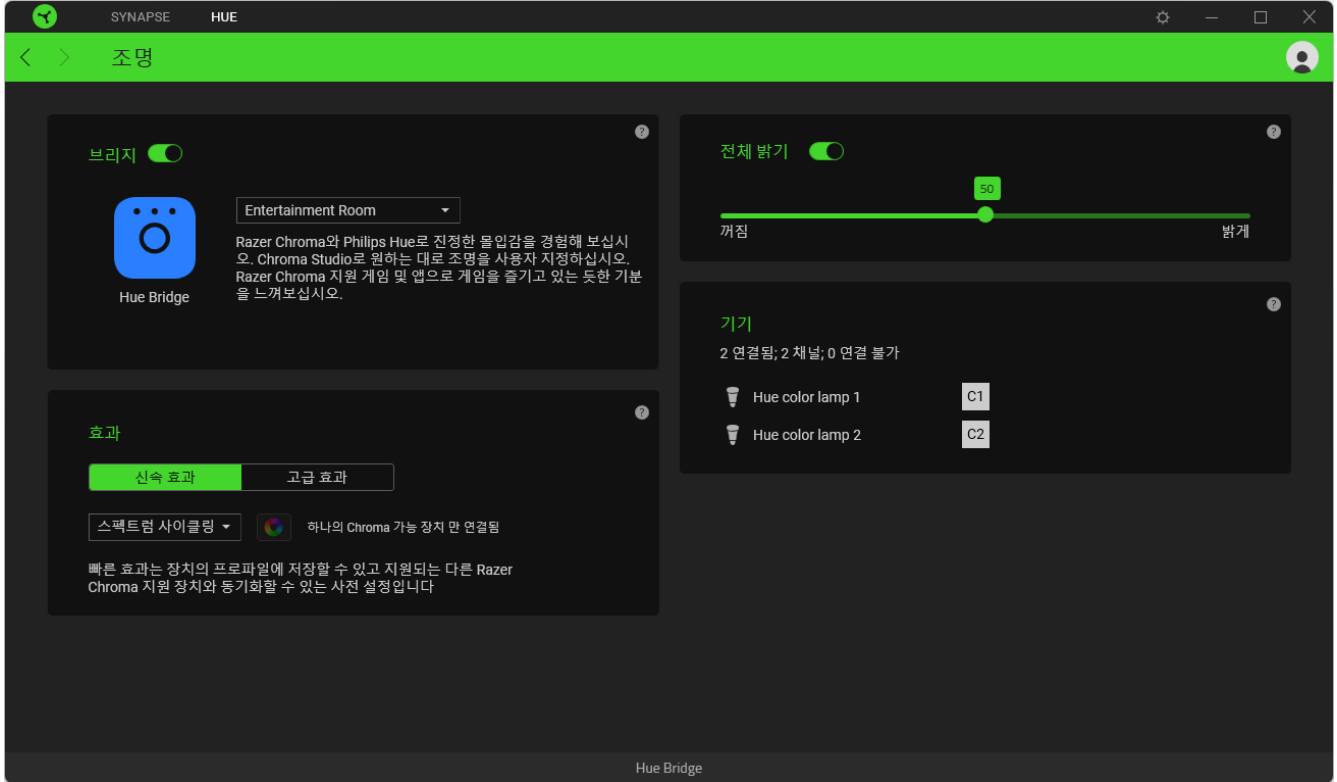 SYNAPSE HUE
조명
브리지
Entertainment Room
Razer Chroma와 Philips Hue로 진정한 몰입감을 경험해 보십시
오. Chroma Studio로 원하는 대로 조명을 사용자 지정하십시오.
Razer Chroma 지원 게임 및 앱으로 게임을 즐기고 있는 듯한 기분
을 느껴보십시오.
Hue Bridge
효과
신속 효과 고급 효과
스펙트럼 사이클링 하나의 Chroma 가능 장치 만 연결됨
빠른 효과는 장치의 프로파일에 저장할 수 있고 지원되는 다른 Razer
Chroma 지원 장치와 동기화할 수 있는 사전 설정입니다
전체 밝기
50
꺼짐 밝게
기기
2 연결됨; 2 채널; 0 연결 불가
Hue color lamp 1 C1
Hue color lamp 2 C2
Hue Bridge